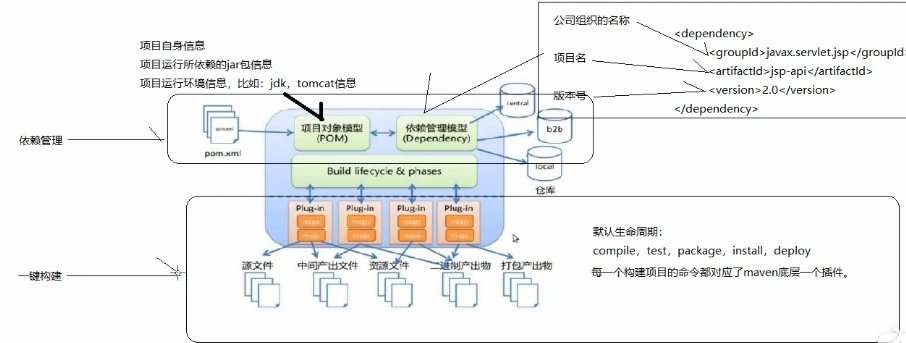 公司组织的名称
<dependency>
<groupId>javax.servlet.jsp</groupId>
项目名
<artifactId>jsp-api</artifactId>
版本号
<version>2.0</version>
</dependency>
项目自身信息
项目运行所依赖的jar包信息
项目运行环境信息，比如：jdk，tomcat信息
依赖管理
pom.xml
项目对象模型
(POM)
依赖管理模型
(Dependency)
central
b2b
local
仓库
Build lifecycle & phases
Plug-in Plug-in Plug-in Plug-in
mojo mojo mojo mojo
mojo mojo mojo mojo
一键构建
源文件 中间产出文件 资源文件 二进制产出物 打包产出物
默认生命周期：
compile，test，package，install，deploy
每一个构建项目的命令都对应了maven底层一个插件。